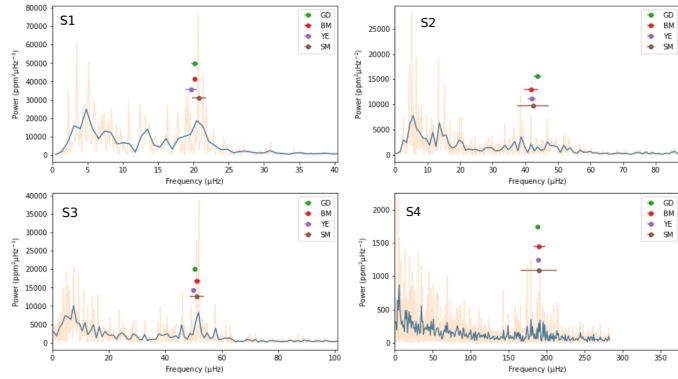 S1
GD
BM
YE
SM
80000
70000
60000
50000
40000
30000
20000
10000
0
Power (ppm²μHz⁻¹)
0 5 10 15 20 25 30 35 40
Frequency (μHz)
S2
GD
BM
YE
SM
25000
20000
15000
10000
5000
0
Power (ppm²μHz⁻¹)
0 10 20 30 40 50 60 70 80
Frequency (μHz)
S3
GD
BM
YE
SM
40000
35000
30000
25000
20000
15000
10000
5000
0
Power (ppm²μHz⁻¹)
0 20 40 60 80 100
Frequency (μHz)
S4
GD
BM
YE
SM
2000
1500
1000
500
0
Power (ppm²μHz⁻¹)
0 50 100 150 200 250 300 350
Frequency (μHz)